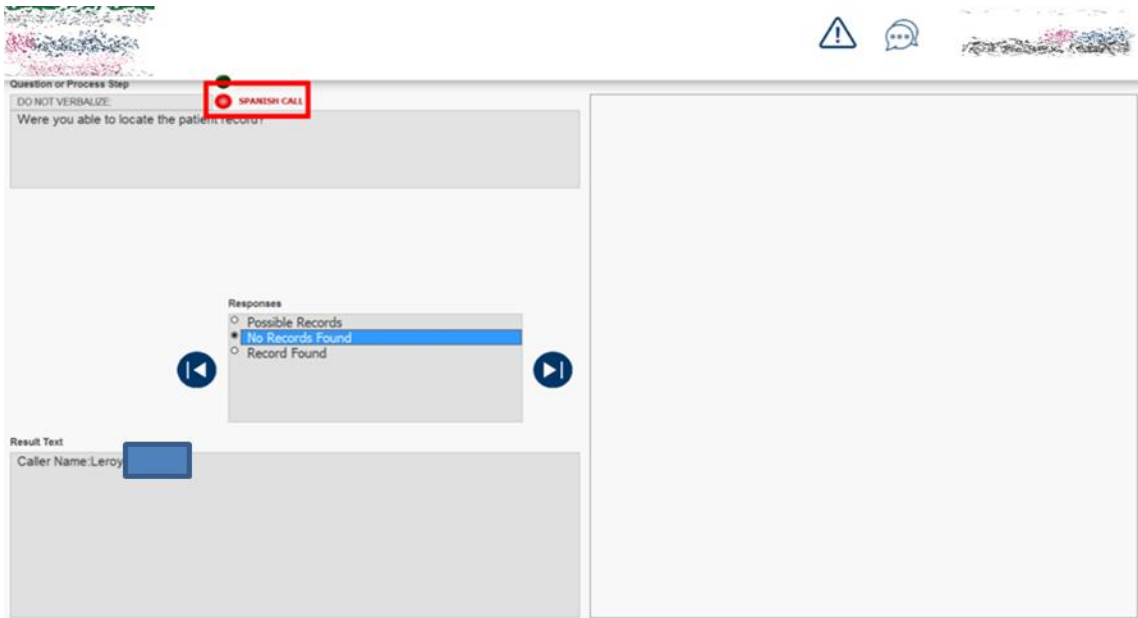 Question or Process Step
DO NOT VERBALIZE:
SPANISH CALL
Were you able to locate the patient record?
Responses
Possible Records
No Records Found
Record Found
Result Text
Caller Name:Leroy